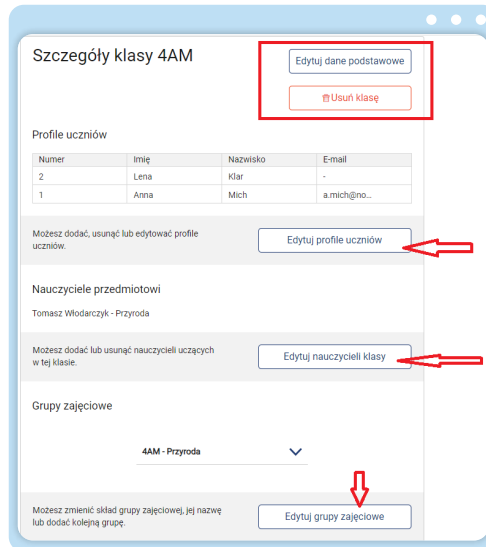 Szczegóły klasy 4AM
Edytuj dane podstawowe
Usuń klasę
Profile uczniów
Numer Imię Nazwisko E-mail
2 Lena Klar -
1 Anna Mich a.mich@no...
Możesz dodać, usunąć lub edytować profile
uczniów.
Edytuj profile uczniów
Nauczyciele przedmiotowi
Tomasz Włodarczyk - Przyroda
Możesz dodać lub usunąć nauczycieli uczących
w tej klasie.
Edytuj nauczycieli klasy
Grupy zajęciowe
4AM - Przyroda
Możesz zmienić skład grupy zajęciowej, jej nazwę
lub dodać kolejną grupę.
Edytuj grupy zajęciowe